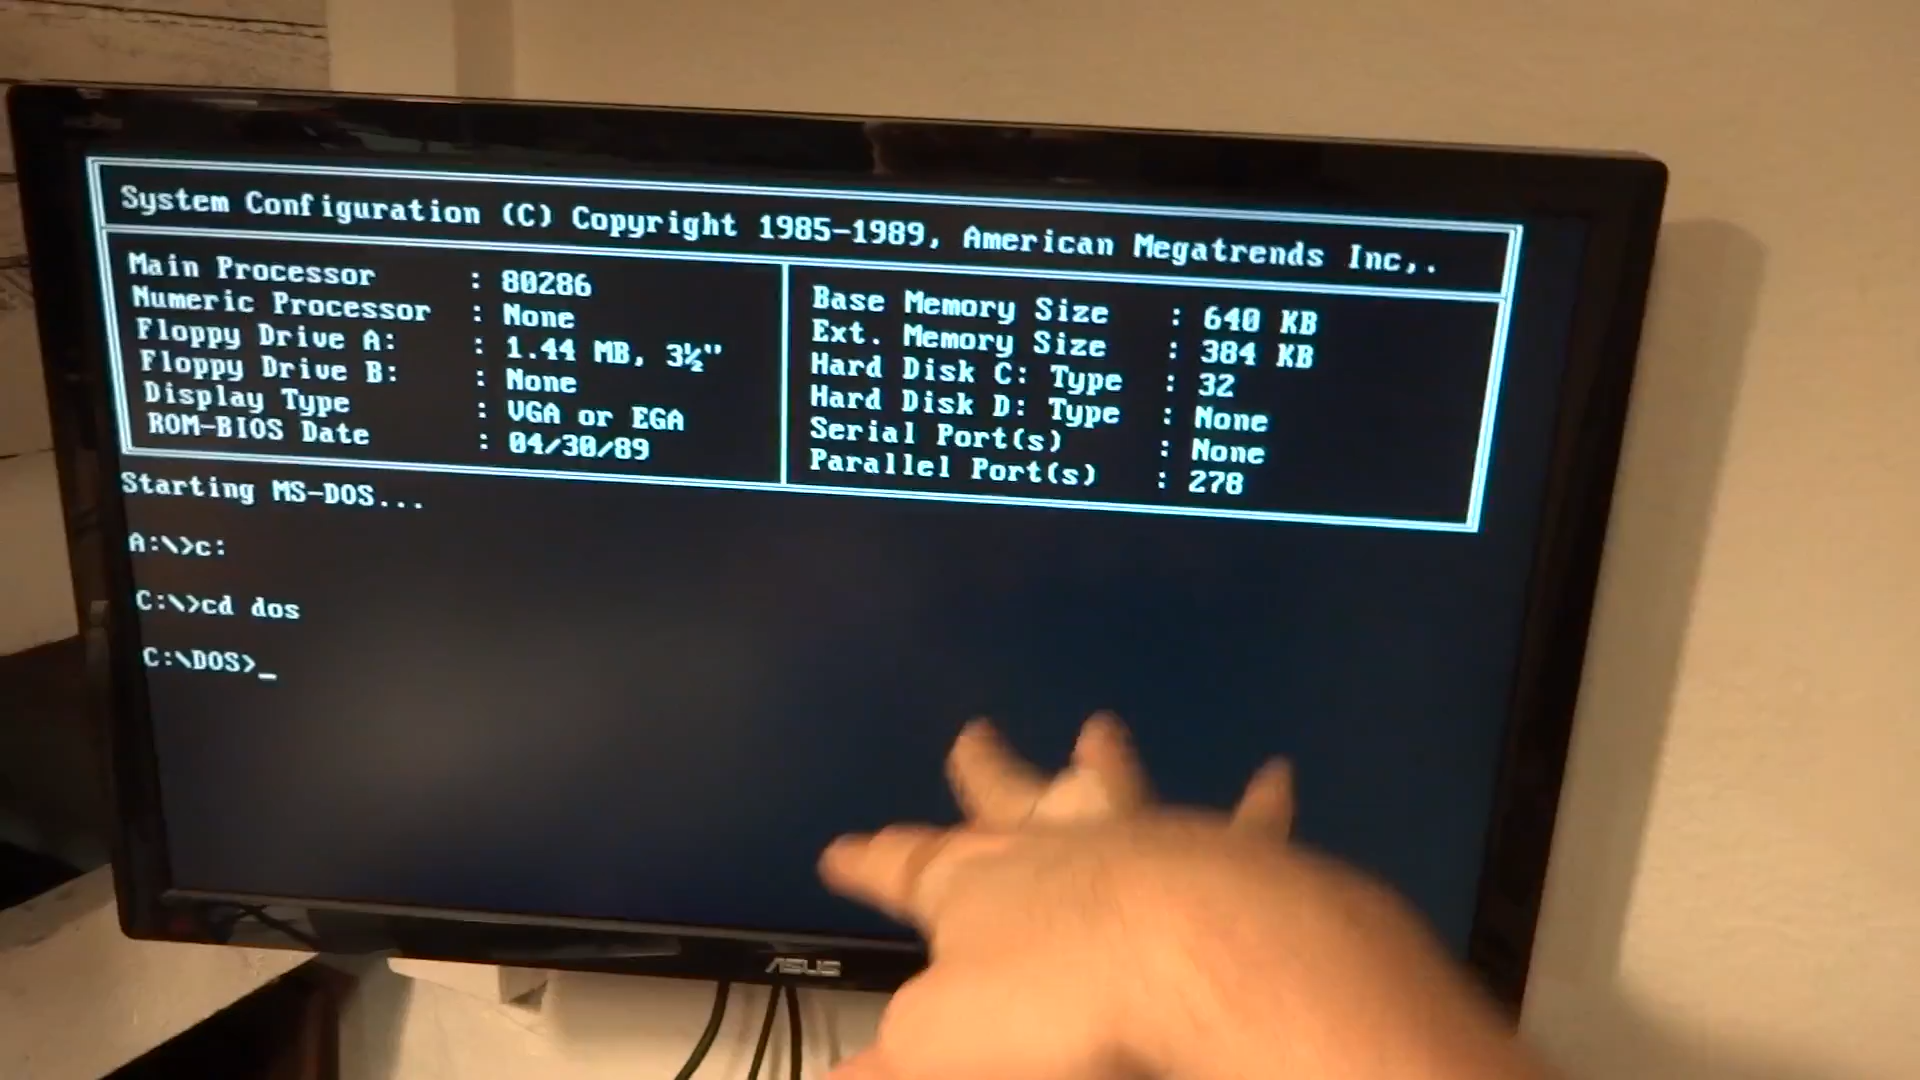 System Configuration (C) Copyright 1985-1989, American Megatrends Inc,.
Main Processor : 80286
Numeric Processor : None
Floppy Drive A: : 1.44 MB, 3½"
Floppy Drive B: : None
Display Type : VGA or EGA
ROM-BIOS Date : 04/30/89
Base Memory Size : 640 KB
Ext. Memory Size : 384 KB
Hard Disk C: Type : 32
Hard Disk D: Type : None
Serial Port(s) : None
Parallel Port(s) : 278
Starting MS-DOS...
A:\>c:
C:\>cd dos
C:\DOS>_
ASUS